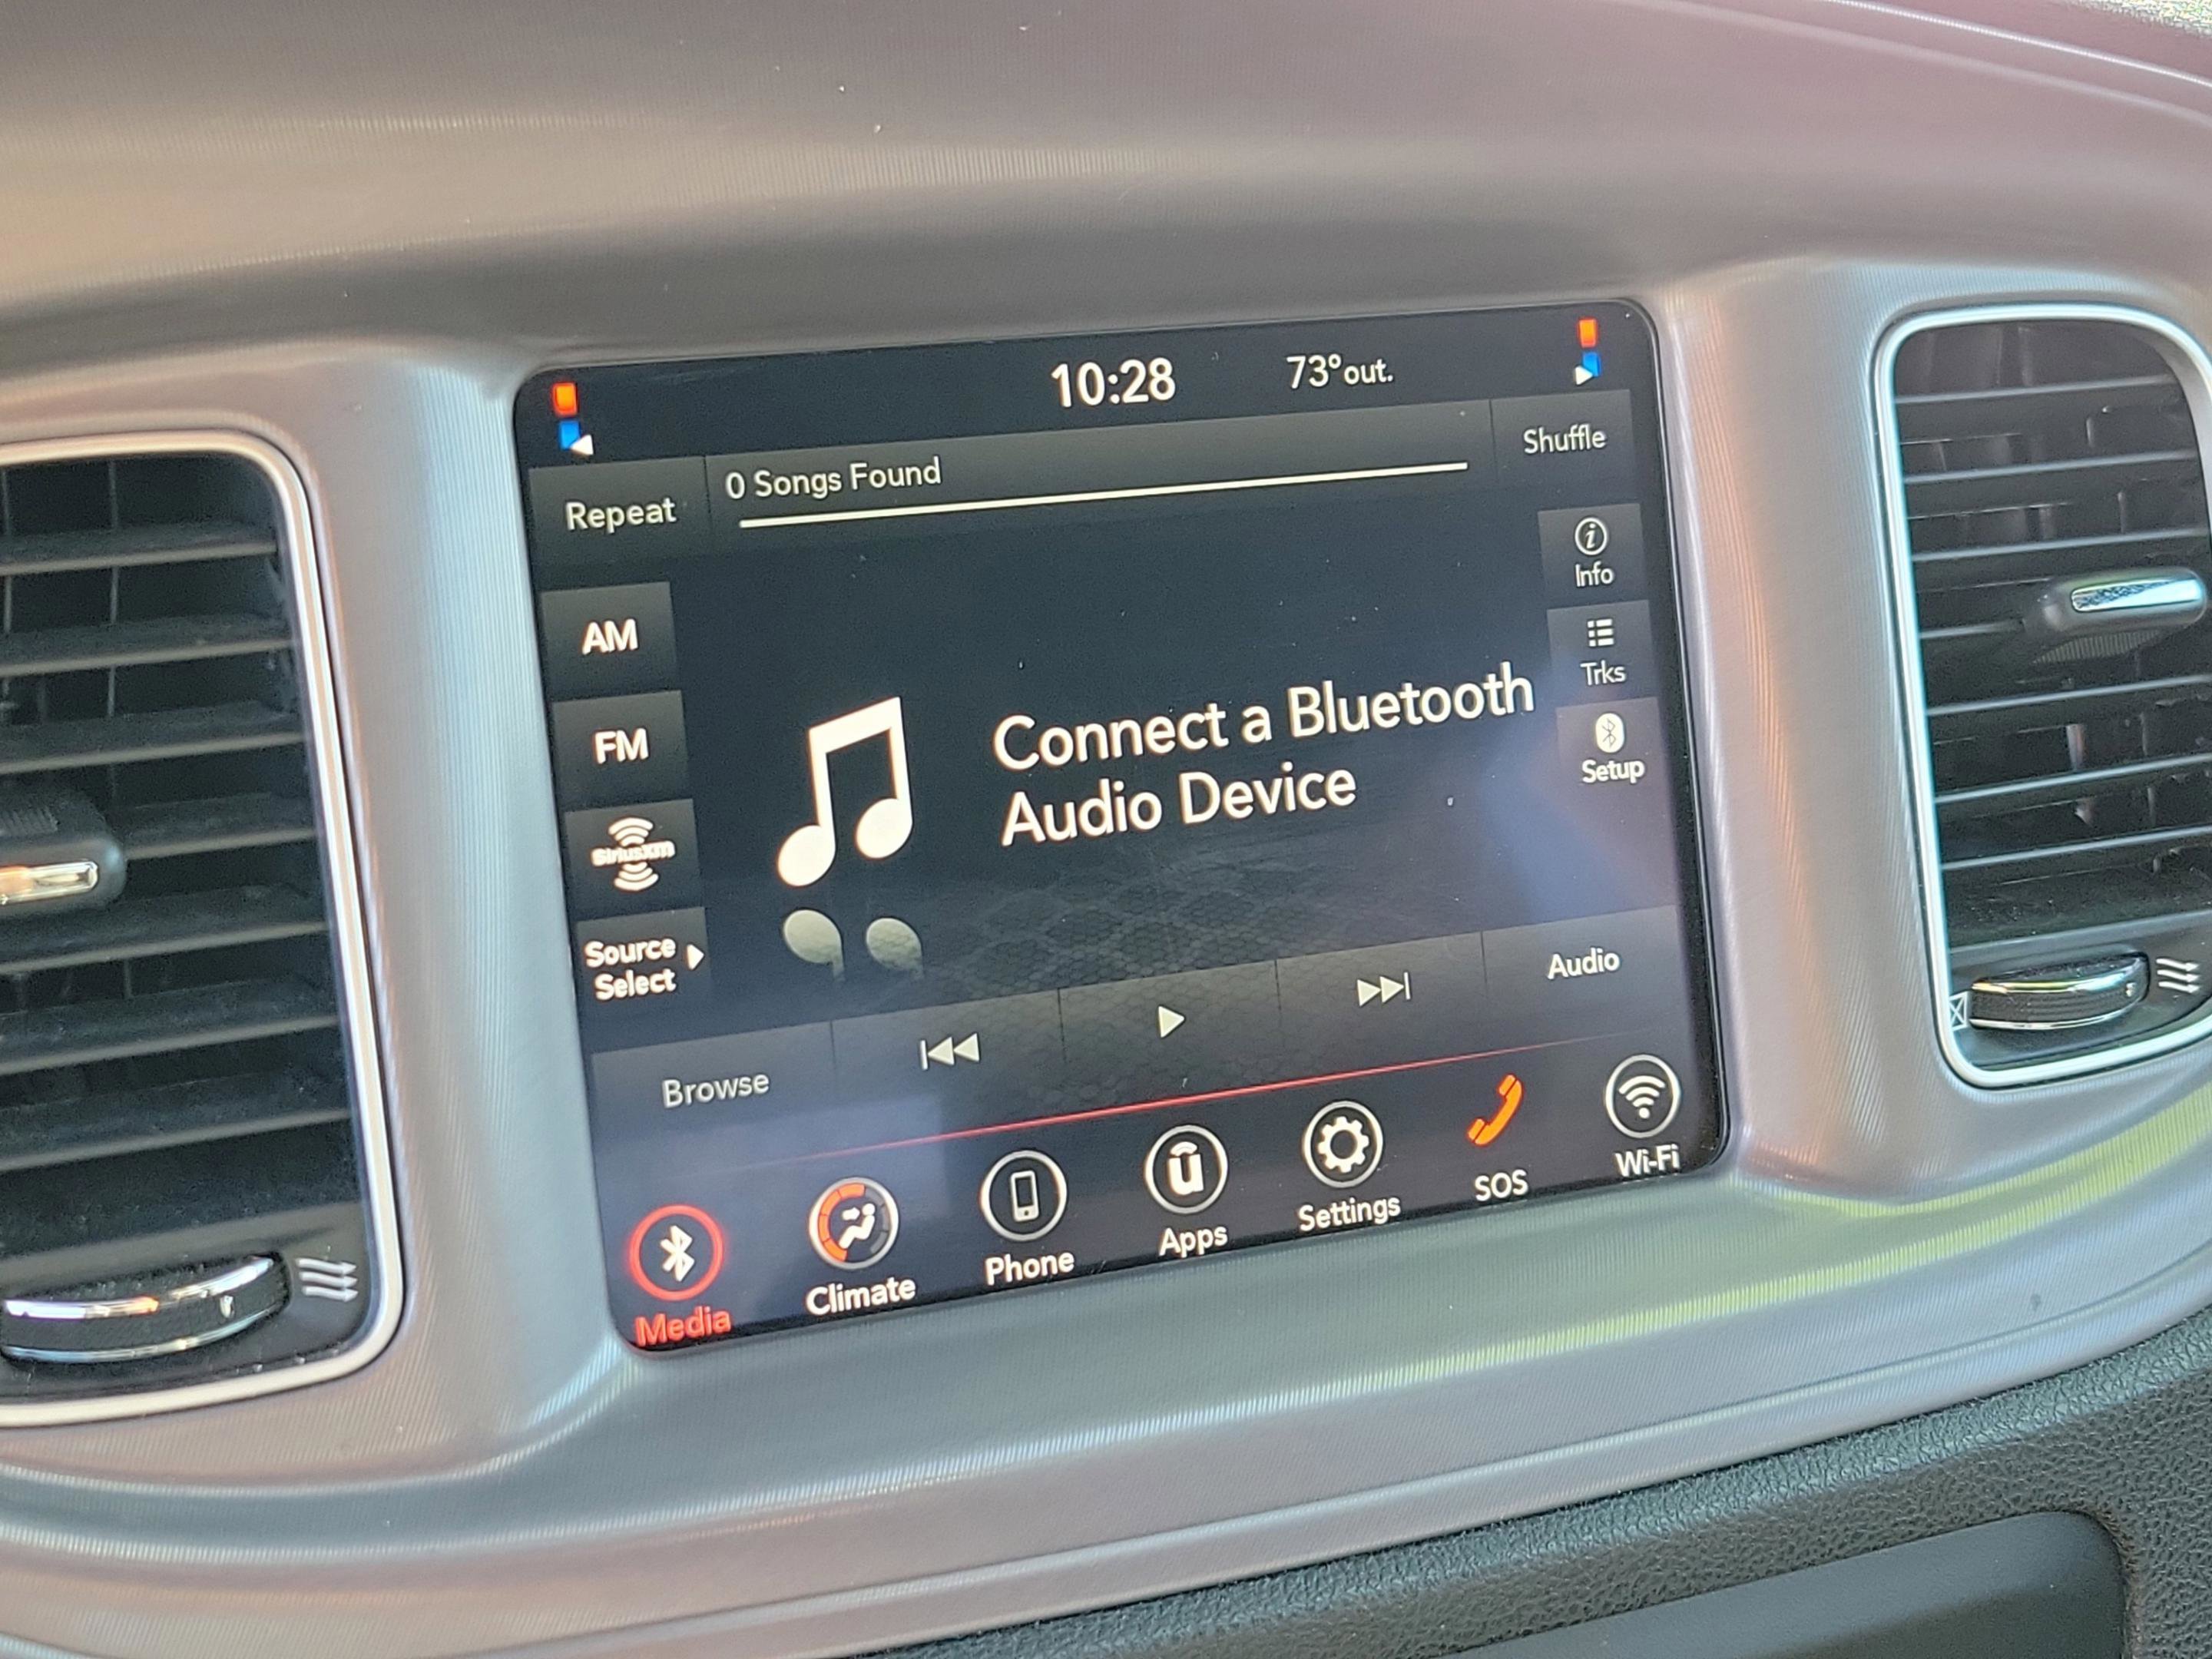 10:28
73°out.
Repeat
0 Songs Found
Shuffle
Info
AM
Trks
FM
Connect a Bluetooth
Audio Device
Setup
SiriusXM
Source
Select
Audio
Browse
Media
Climate
Phone
Apps
Settings
SOS
Wi-Fi